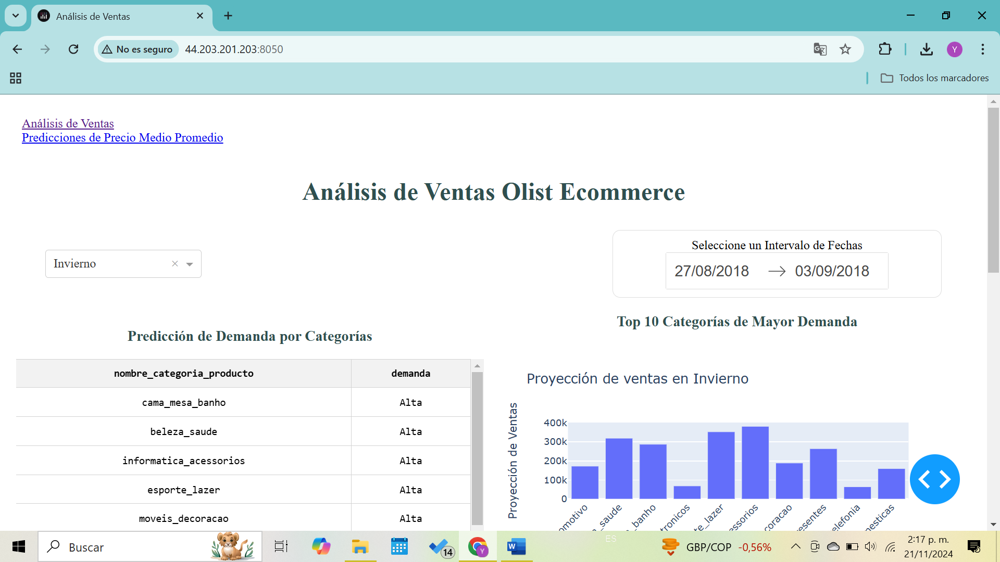 Análisis de Ventas
No es seguro
44.203.201.203:8050
Y
Todos los marcadores
Análisis de Ventas
Predicciones de Precio Medio Promedio
Análisis de Ventas Olist Ecommerce
Invierno
Seleccione un Intervalo de Fechas
27/08/2018 → 03/09/2018
Top 10 Categorías de Mayor Demanda
Predicción de Demanda por Categorías
nombre_categoria_producto demanda
cama_mesa_banho Alta
beleza_saude Alta
informatica_acessorios Alta
esporte_lazer Alta
moveis_decoracao Alta
Proyección de ventas en Invierno
Proyección de Ventas
400k
300k
200k
100k
0
omotivo
_saude
_banho
tronicos
te_lazer
essorios
coracao
esentes
elefonia
nesticas
Buscar
14
Y
W
ES
GBP/COP -0,56%
2:17 p. m.
21/11/2024